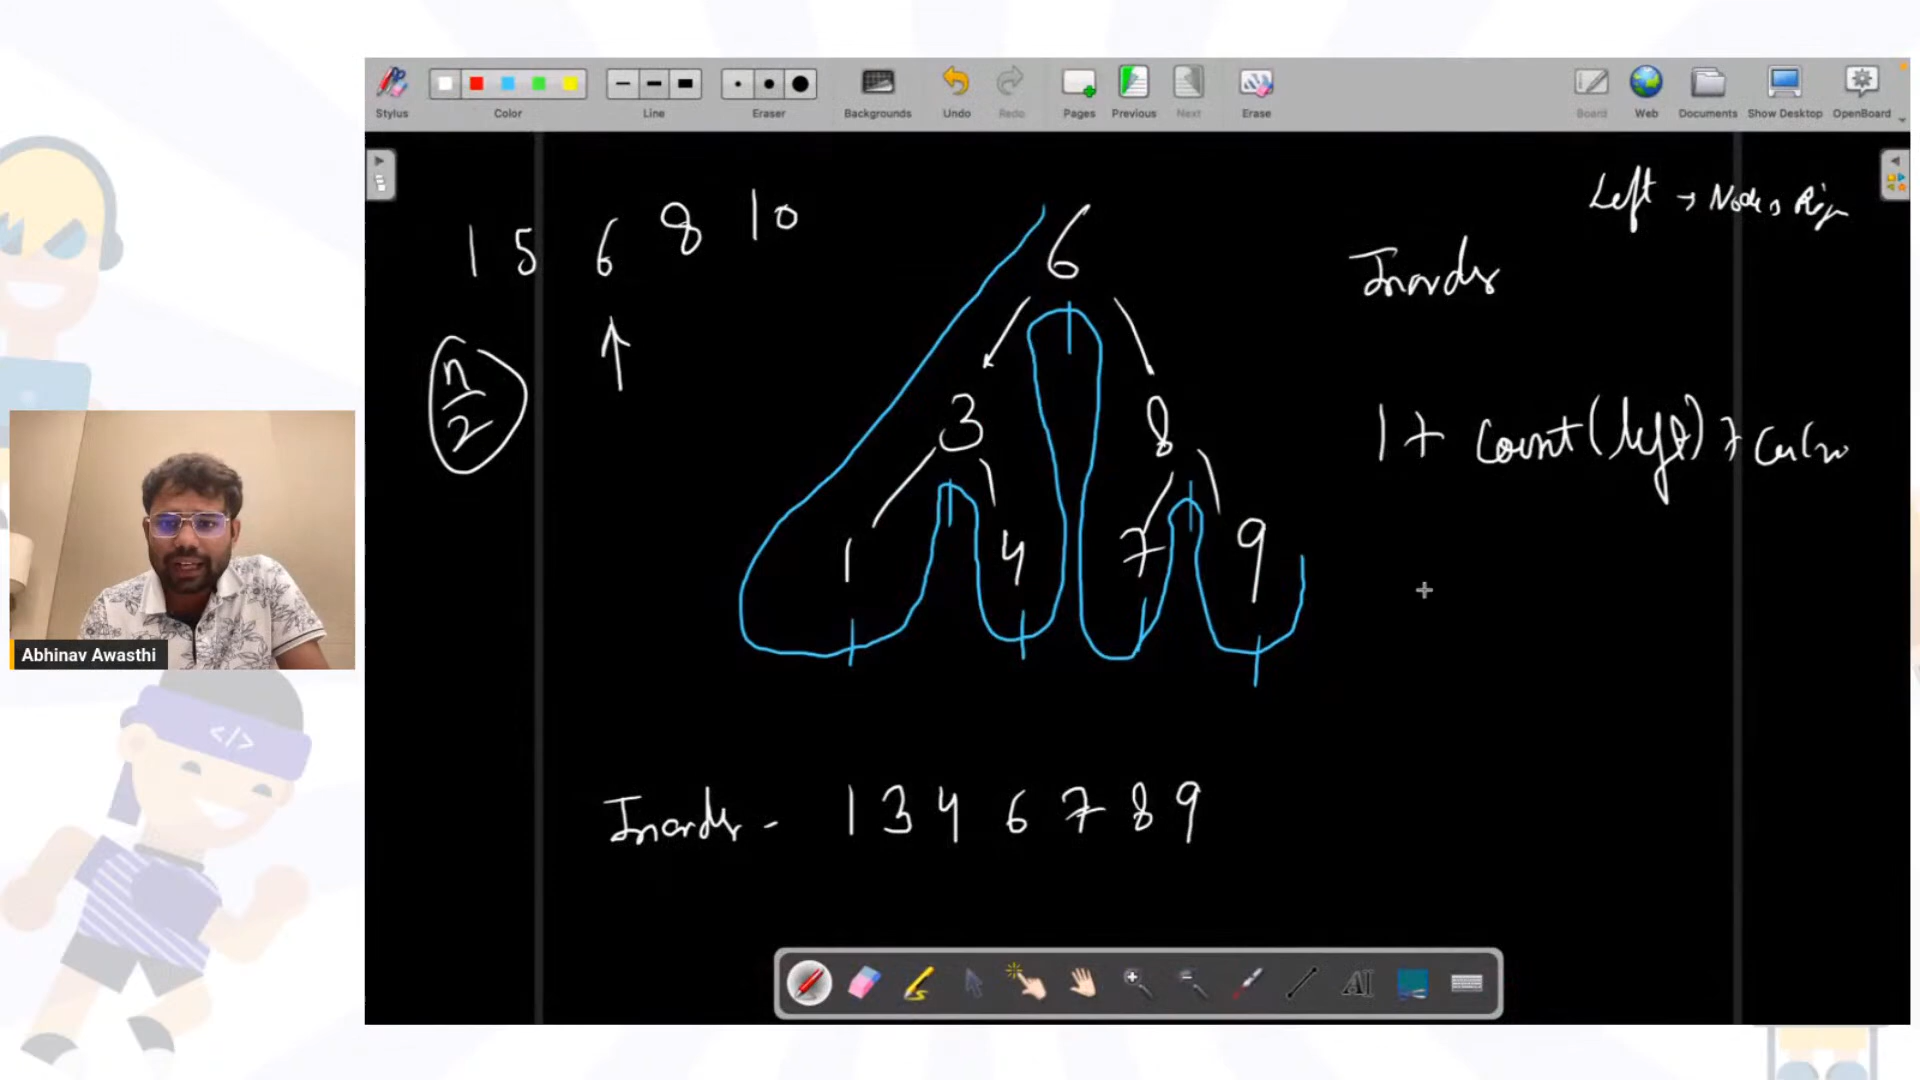 Stylus Color Line Eraser Backgrounds Undo Redo Pages Previous Next Erase Board Web Documents Show Desktop OpenBoard
Left → Node →
1 5 6 8 10
6
Inorder
n
2
3 8
1 + count(left) +
1 4 7 9
Abhinav Awasthi
</>
Inorder - 1 3 4 6 7 8 9
AI